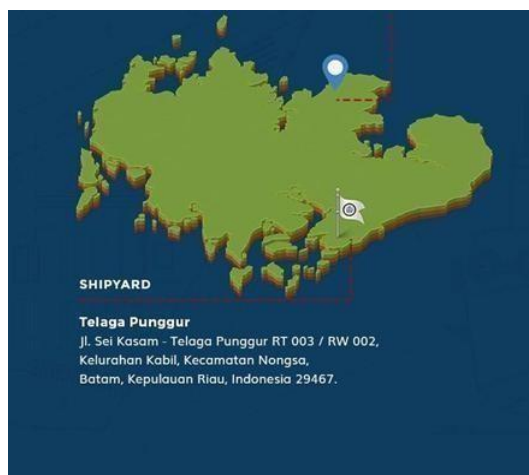 SHIPYARD
Telaga Punggur
Jl. Sei Kasam - Telaga Punggur RT 003 / RW 002,
Kelurahan Kabil, Kecamatan Nongsa,
Batam, Kepulauan Riau, Indonesia 29467.